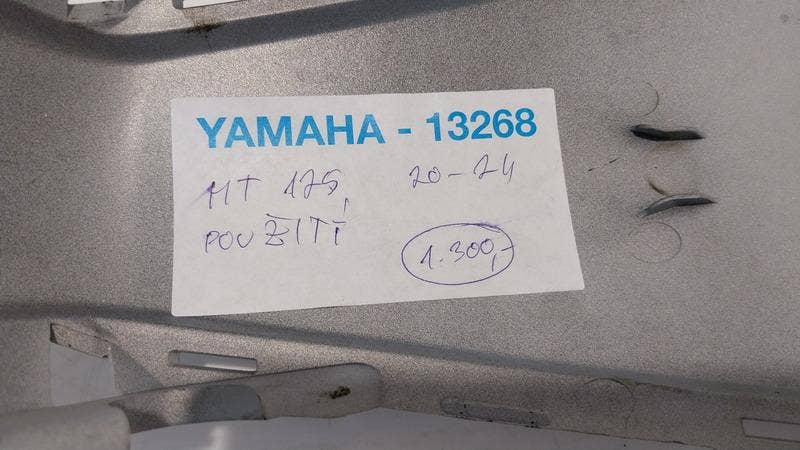 YAMAHA - 13268
MT 125, 20-24
POUŽITÍ
1.300,-